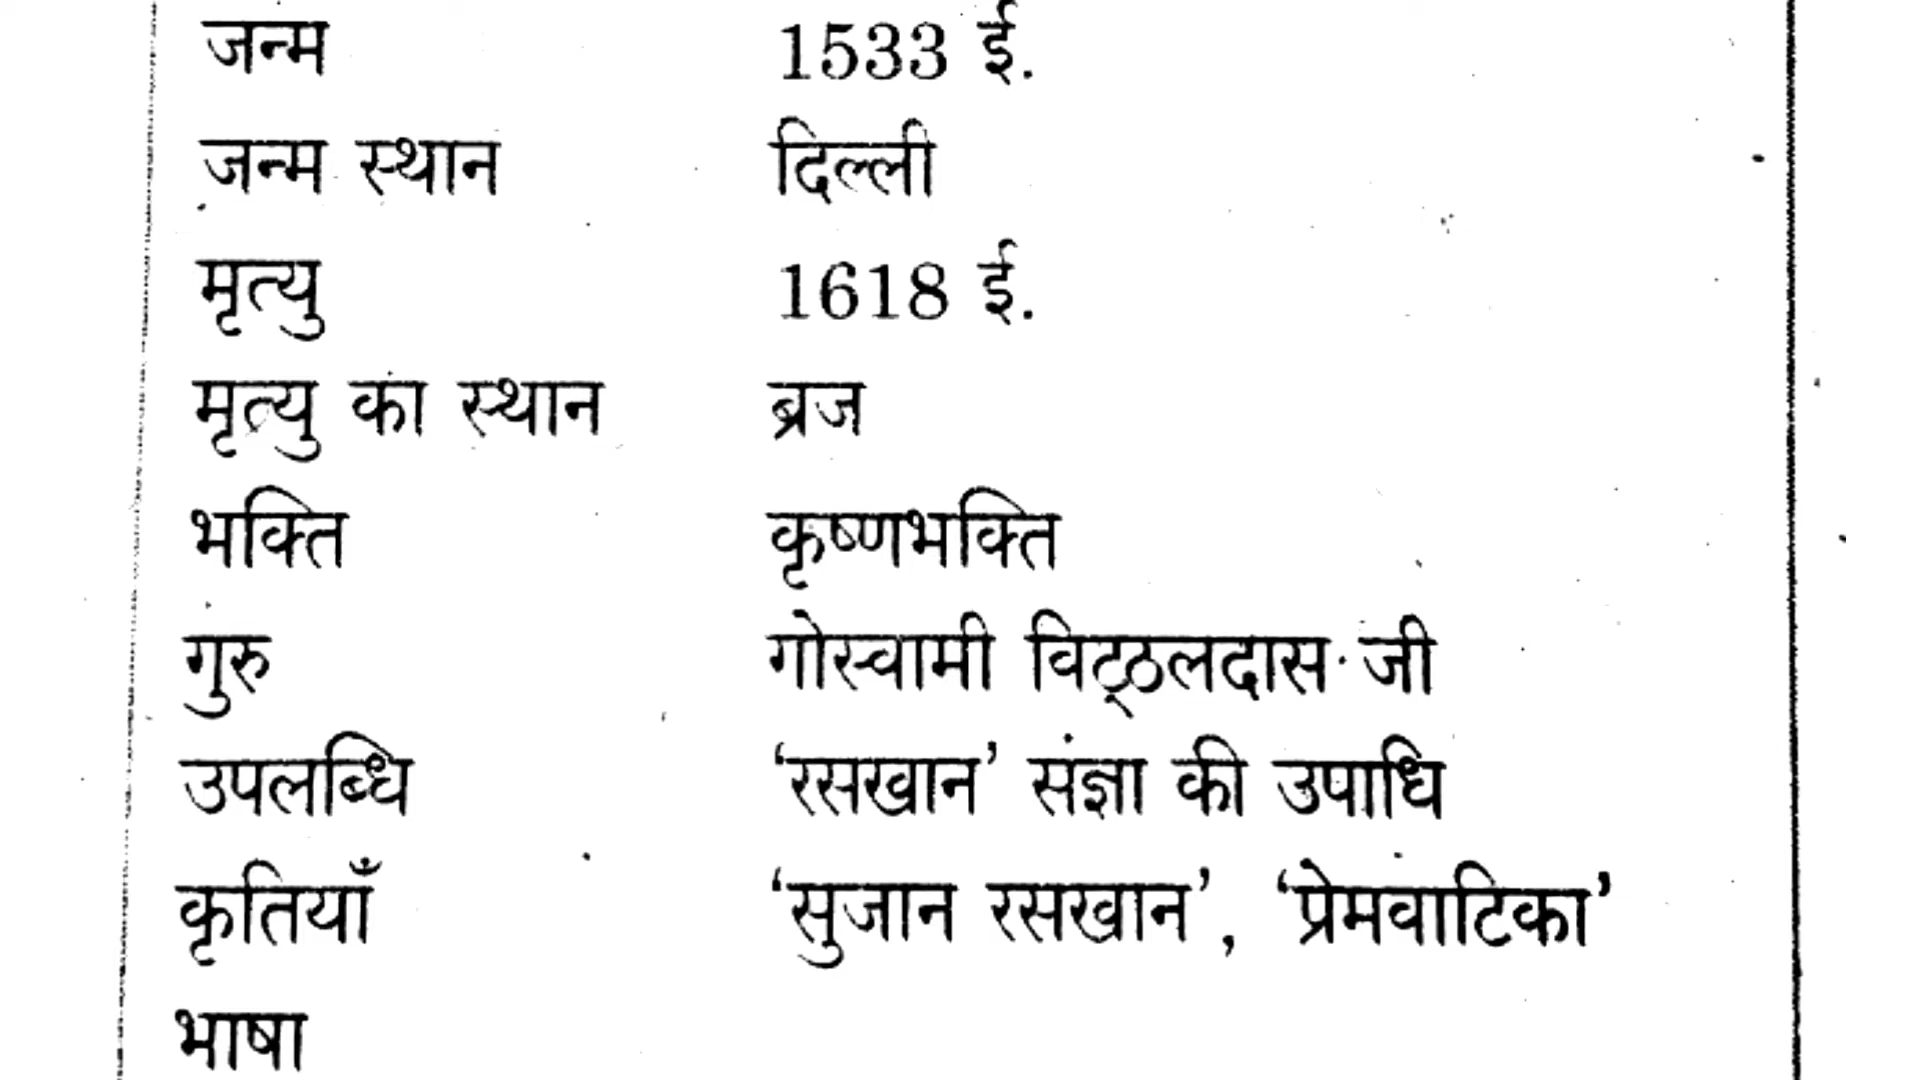 जन्म 1533 ई.
जन्म स्थान दिल्ली
मृत्यु 1618 ई.
मृत्यु का स्थान ब्रज
भक्ति कृष्णभक्ति
गुरु गोस्वामी विट्ठलदास जी
उपलब्धि ‘रसखान’ संज्ञा की उपाधि
कृतियाँ ‘सुजान रसखान’, ‘प्रेमवाटिका’
भाषा